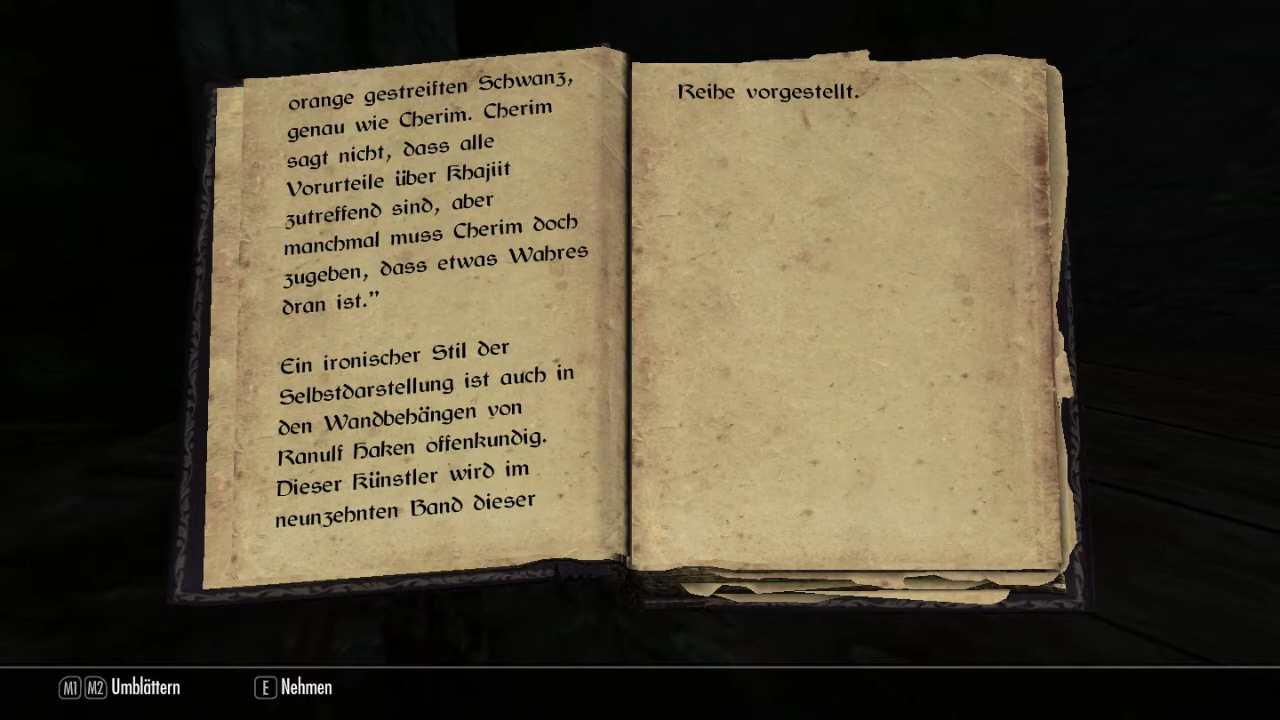 orange gestreiften Schwanz,
genau wie Cherim. Cherim
sagt nicht, dass alle
Vorurteile über Khajiit
zutreffend sind, aber
manchmal muss Cherim doch
zugeben, dass etwas Wahres
dran ist."
Ein ironischer Stil der
Selbstdarstellung ist auch in
den Wandbehängen von
Ranulf Haken offenkundig.
Dieser Künstler wird im
neunzehnten Band dieser
Reihe vorgestellt.
M1 M2 Umblättern
E Nehmen